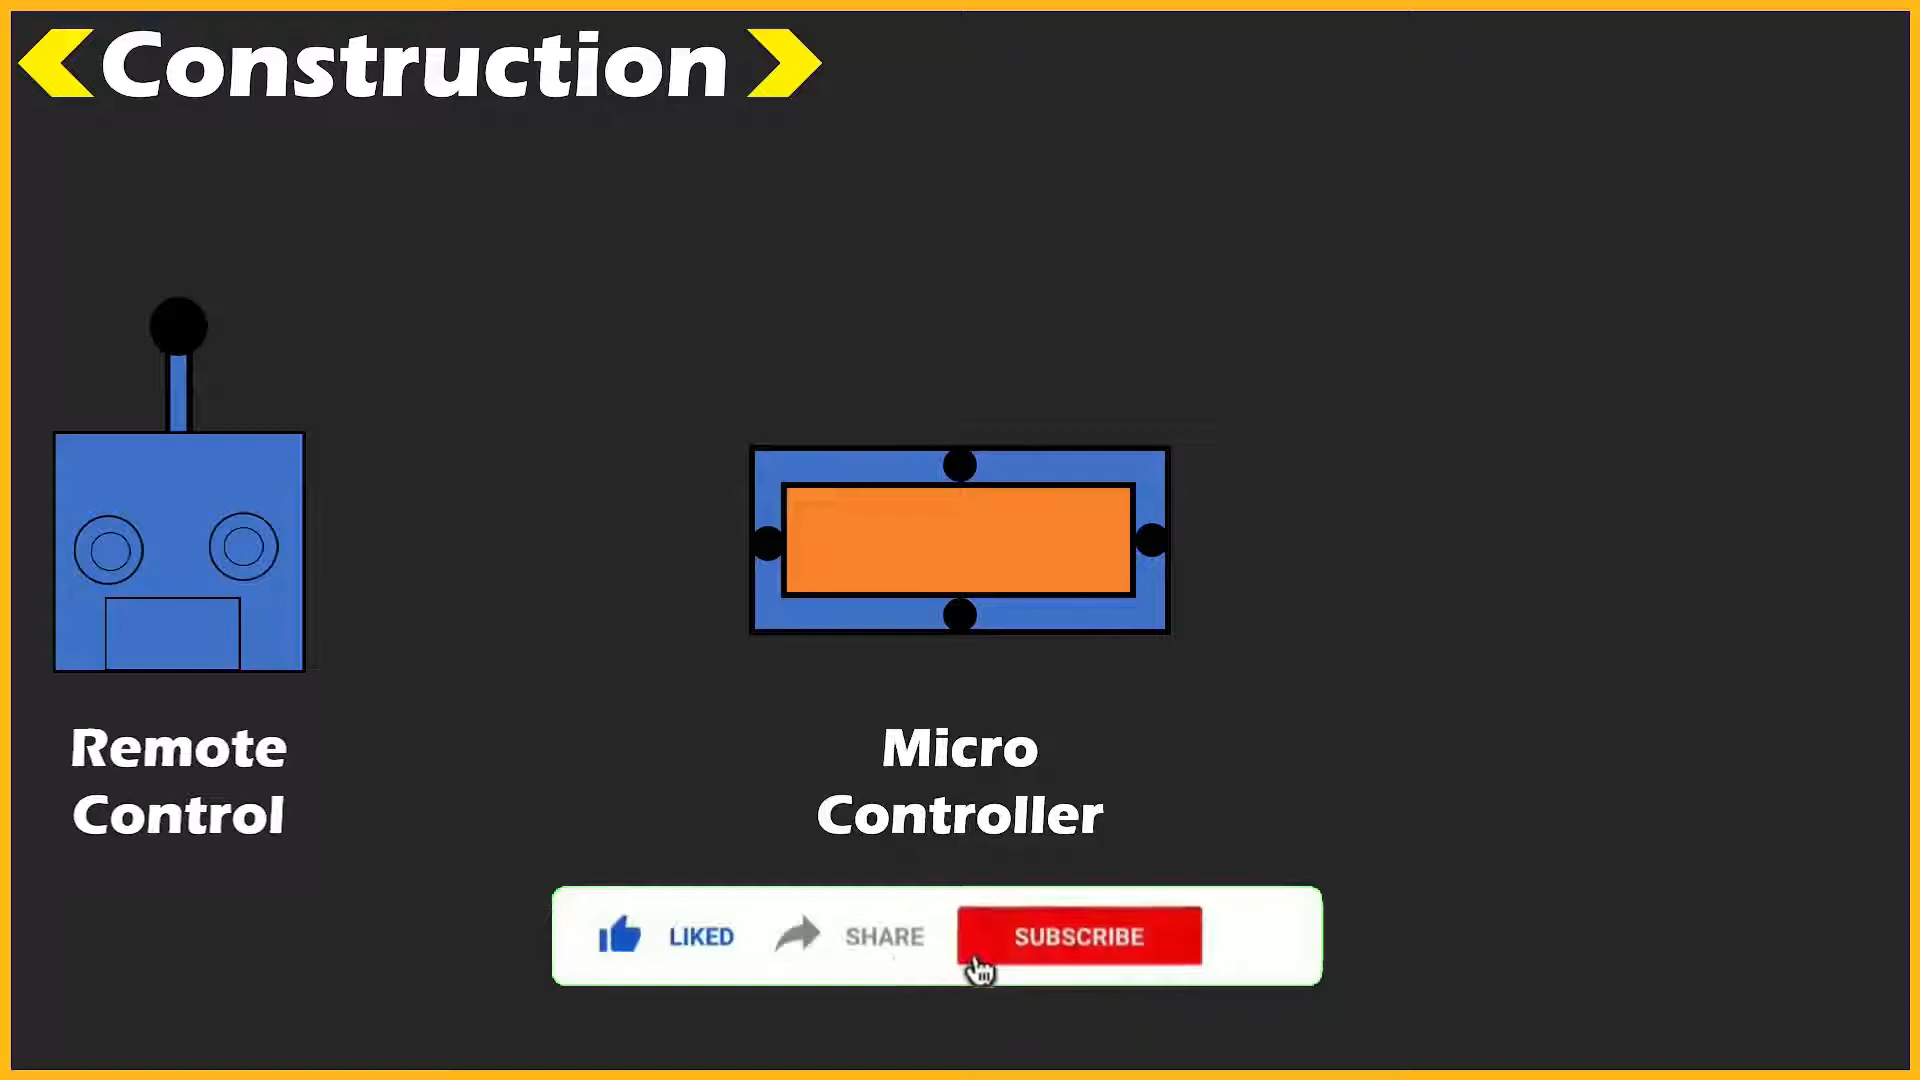 Construction
Remote
Control
Micro
Controller
LIKED
SHARE
SUBSCRIBE